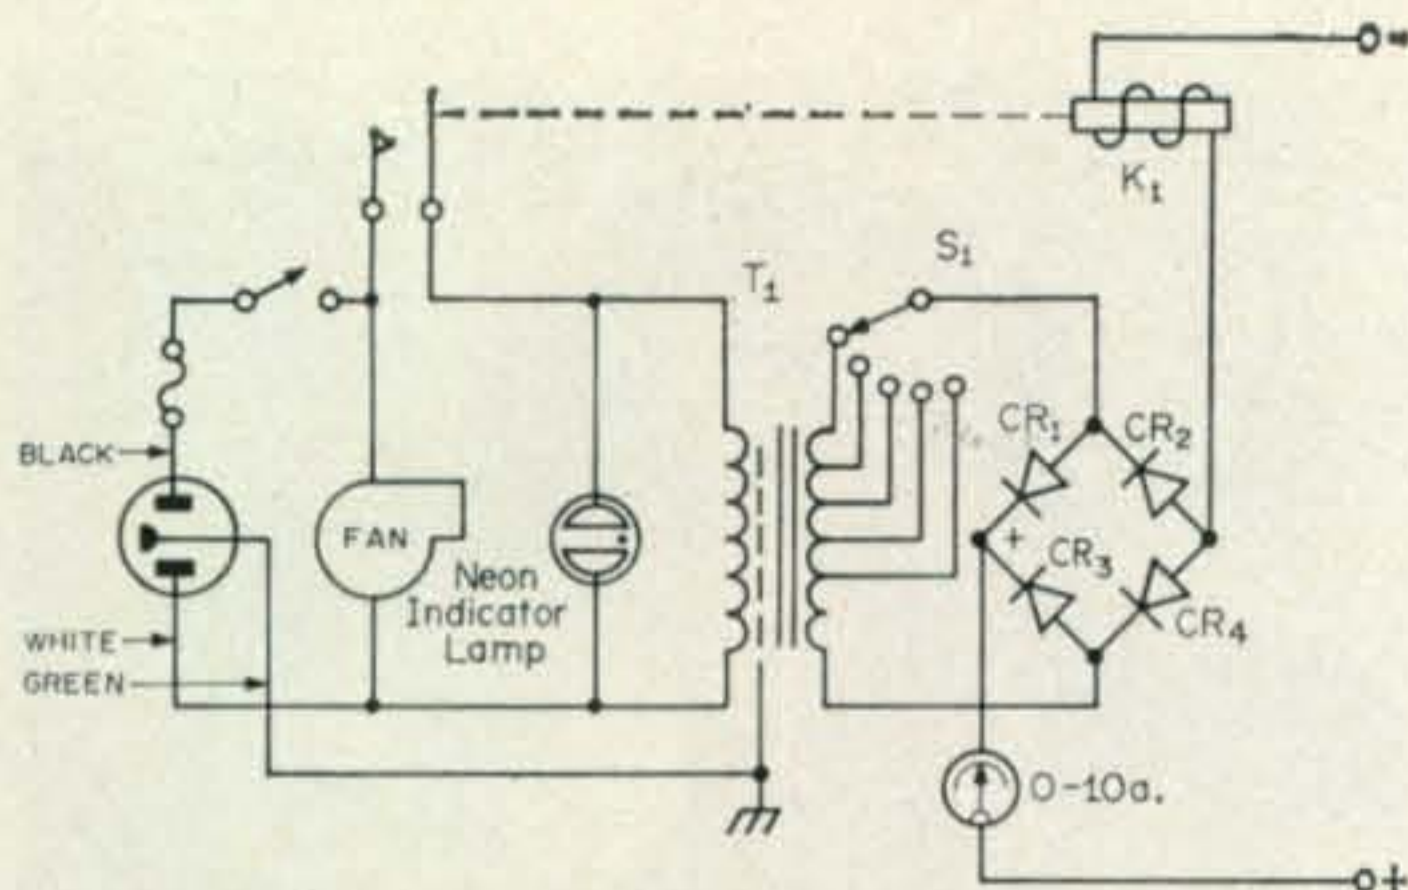 K1
S1
T1
CR1
CR2
BLACK
FAN
+
CR3
Neon
Indicator
Lamp
CR4
WHITE
GREEN
0-10a.
+